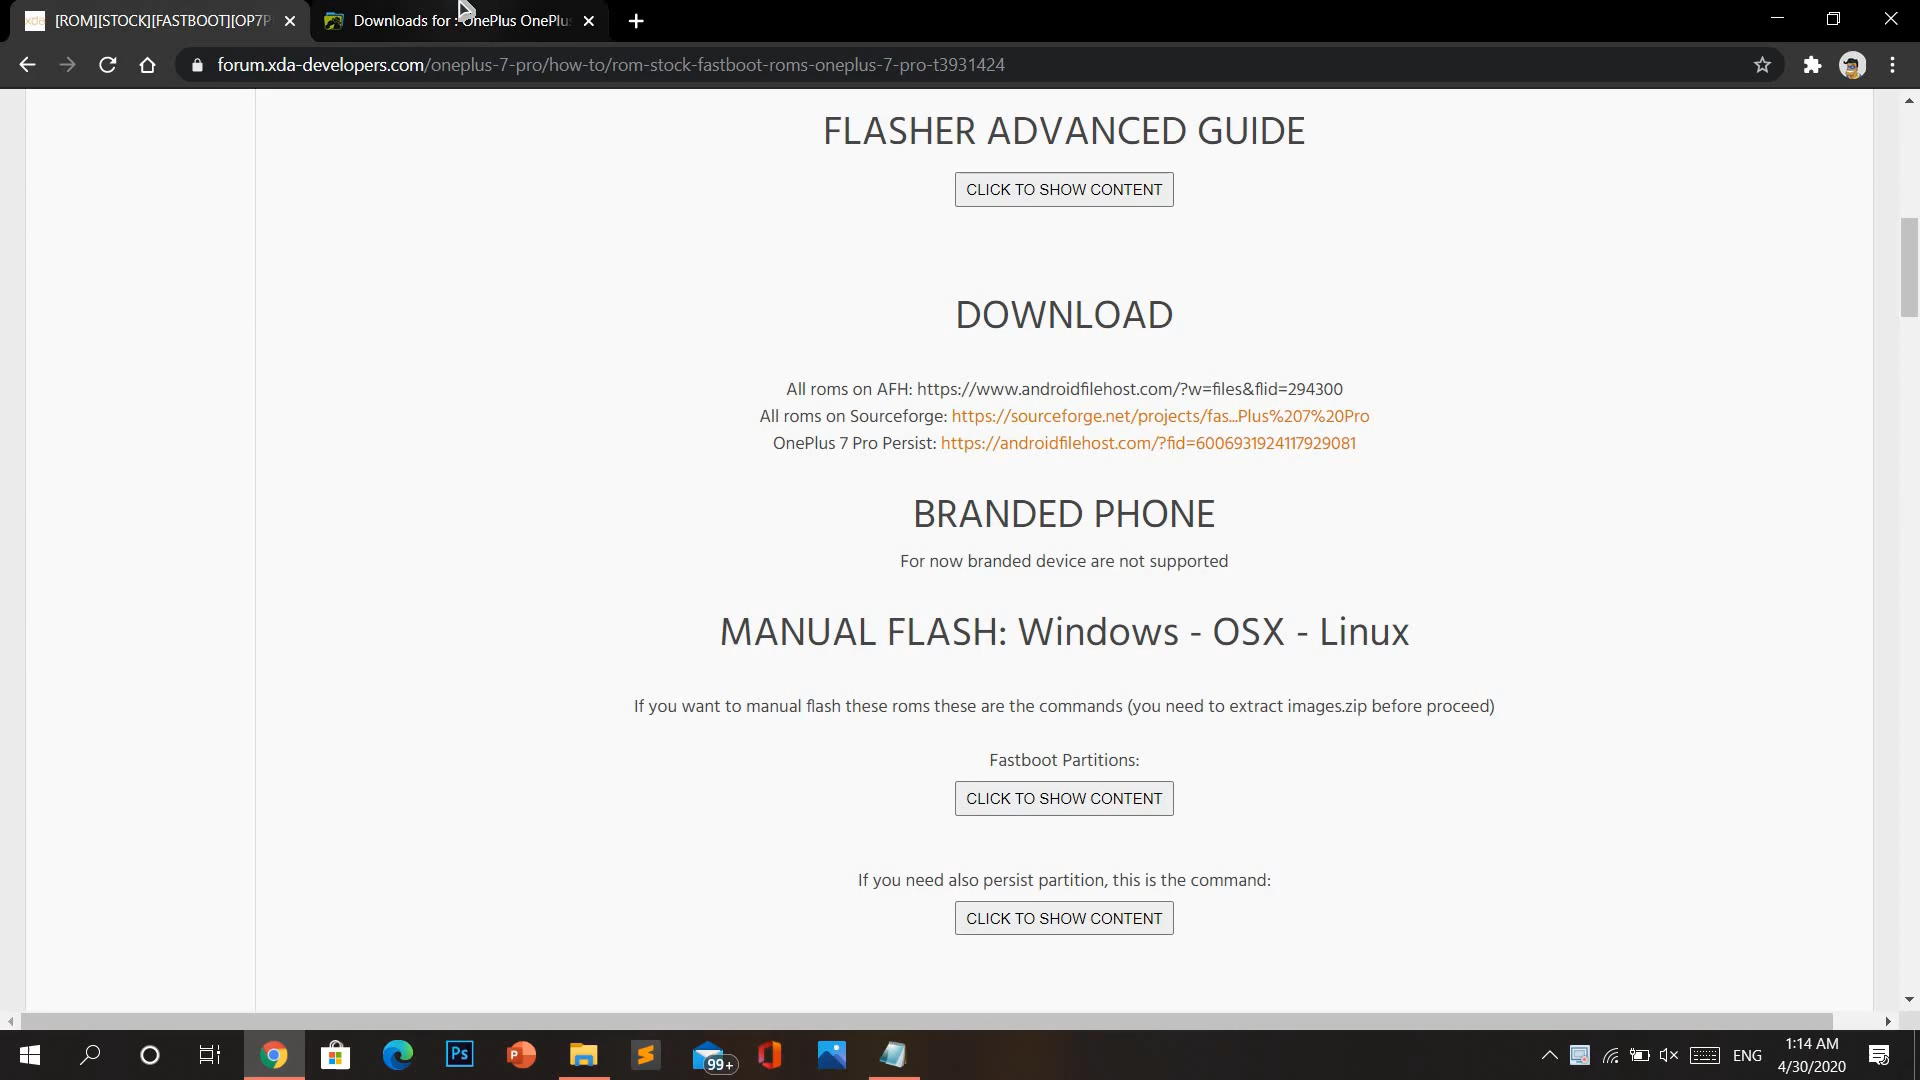 [ROM][STOCK][FASTBOOT][OP7P
Downloads for : OnePlus OnePlus
forum.xda-developers.com/oneplus-7-pro/how-to/rom-stock-fastboot-roms-oneplus-7-pro-t3931424
FLASHER ADVANCED GUIDE
CLICK TO SHOW CONTENT
DOWNLOAD
All roms on AFH: https://www.androidfilehost.com/?w=files&flid=294300
All roms on Sourceforge: https://sourceforge.net/projects/fas...Plus%207%20Pro
OnePlus 7 Pro Persist: https://androidfilehost.com/?fid=6006931924117929081
BRANDED PHONE
For now branded device are not supported
MANUAL FLASH: Windows - OSX - Linux
If you want to manual flash these roms these are the commands (you need to extract images.zip before proceed)
Fastboot Partitions:
CLICK TO SHOW CONTENT
If you need also persist partition, this is the command:
CLICK TO SHOW CONTENT
Ps
P
99+
ENG
1:14 AM
4/30/2020